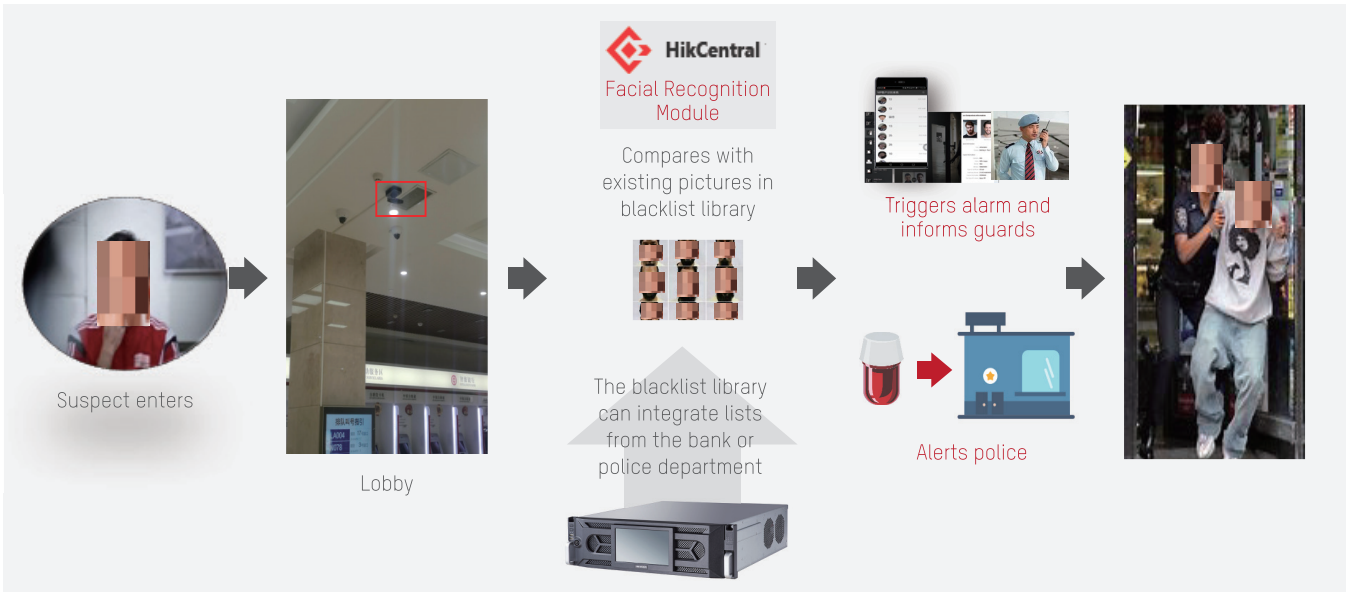 HikCentral
Facial Recognition
Module
Compares with
existing pictures in
blacklist library
Suspect enters
Lobby
The blacklist library
can integrate lists
from the bank or
police department
Triggers alarm and
informs guards
Alerts police